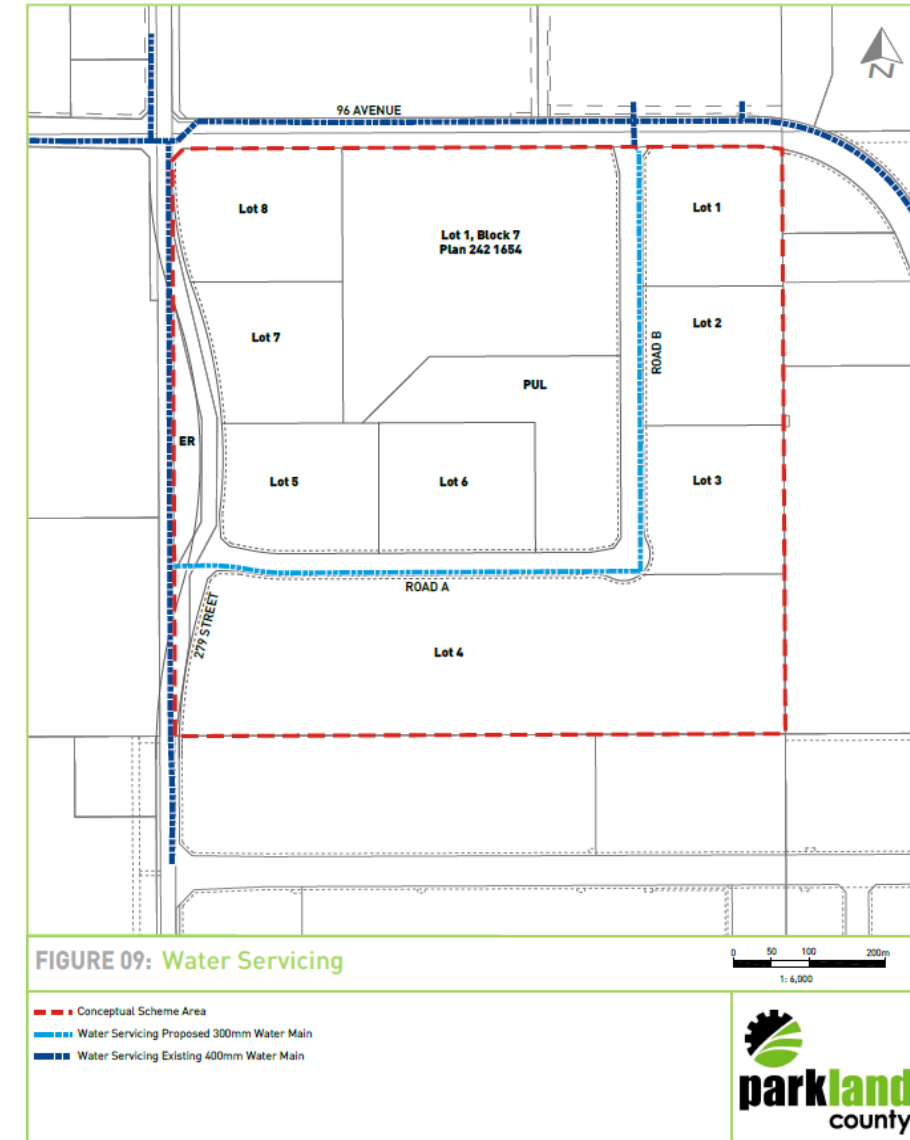 N
96 AVENUE
Lot 8
Lot 1, Block 7
Plan 242 1654
Lot 1
Lot 7
Lot 2
ROAD B
PUL
ER
Lot 5
Lot 6
Lot 3
ROAD A
279 STREET
Lot 4
FIGURE 09: Water Servicing
0 50 100 200m
1: 6,000
Conceptual Scheme Area
Water Servicing Proposed 300mm Water Main
Water Servicing Existing 400mm Water Main
parkland
county